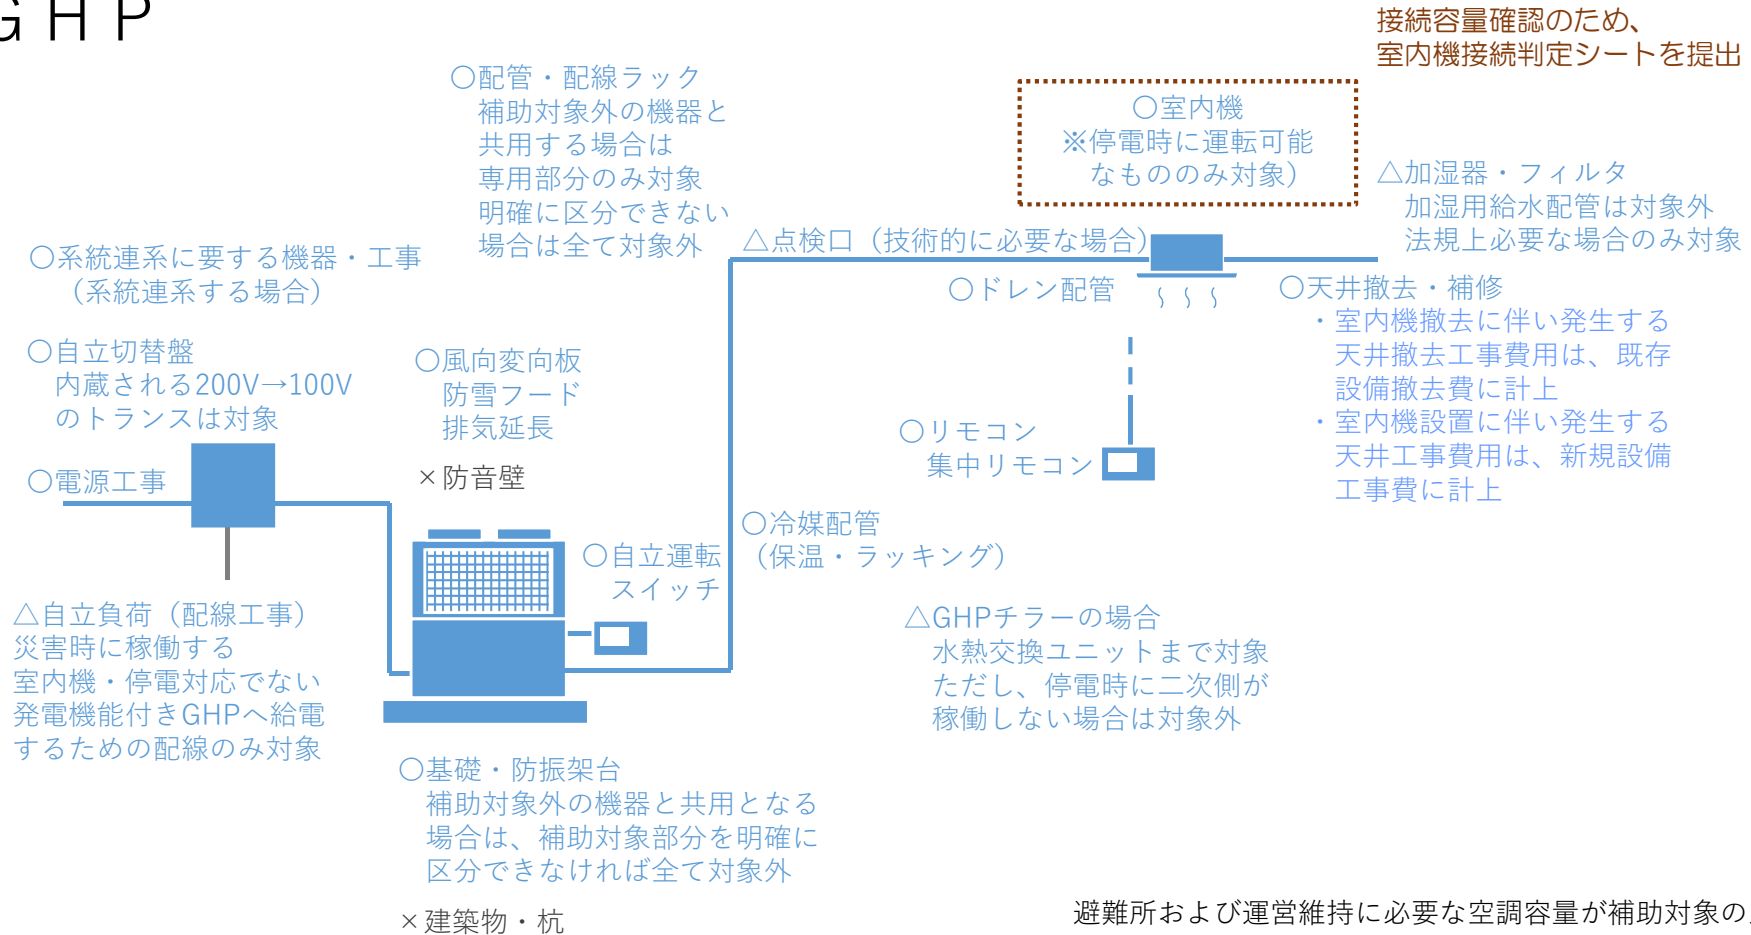 GHP
接続容量確認のため、
室内機接続判定シートを提出
〇配管・配線ラック
補助対象外の機器と
共用する場合は
専用部分のみ対象
明確に区分できない
場合は全て対象外
〇室内機
※停電時に運転可能
なもののみ対象）
△加湿器・フィルタ
加湿用給水配管は対象外
法規上必要な場合のみ対象
△点検口（技術的に必要な場合）
〇系統連系に要する機器・工事
（系統連系する場合）
〇ドレン配管
〇天井撤去・補修
・室内機撤去に伴い発生する
天井撤去工事費用は、既存
設備撤去費に計上
・室内機設置に伴い発生する
天井工事費用は、新規設備
工事費に計上
〇自立切替盤
内蔵される200V→100V
のトランスは対象
〇風向変向板
防雪フード
排気延長
×防音壁
〇リモコン
集中リモコン
〇電源工事
〇冷媒配管
（保温・ラッキング）
〇自立運転
スイッチ
△自立負荷（配線工事）
災害時に稼働する
室内機・停電対応でない
発電機能付きGHPへ給電
するための配線のみ対象
△GHPチラーの場合
水熱交換ユニットまで対象
ただし、停電時に二次側が
稼働しない場合は対象外
〇基礎・防振架台
補助対象外の機器と共用となる
場合は、補助対象部分を明確に
区分できなければ全て対象外
×建築物・杭
避難所および運営維持に必要な空調容量が補助対象の